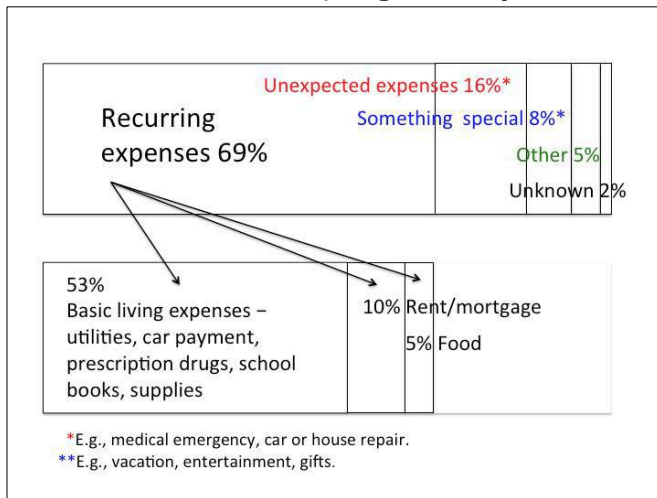 Unexpected expenses 16%*
Recurring
expenses 69%
Something special 8%*
Other 5%
Unknown 2%
53%
Basic living expenses –
utilities, car payment,
prescription drugs, school
books, supplies
10% Rent/mortgage
5% Food
*E.g., medical emergency, car or house repair.
**E.g., vacation, entertainment, gifts.